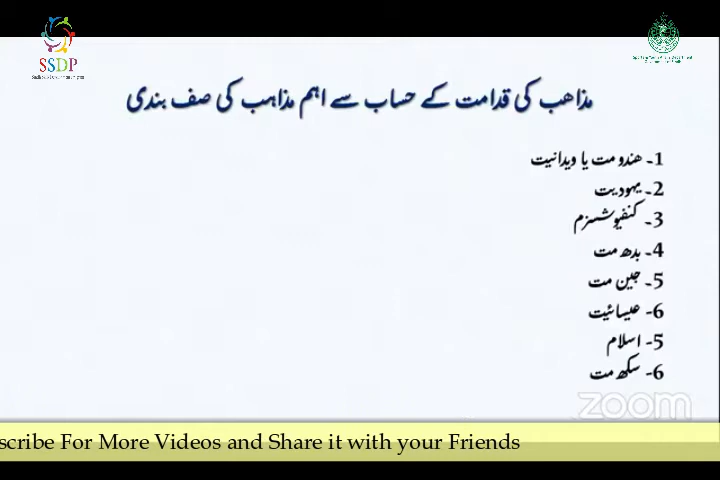 SSDP
مذاھب کی قدامت کے حساب سے اہم مذاہب کی صف بندی
1- ھندو مت یا ویدانیت
2- یہودیت
3- کنفیوشسزم
4- بدھ مت
5- جین مت
6- عیسائیت
5- اسلام
6- سکھ مت
zoom
scribe For More Videos and Share it with your Friends